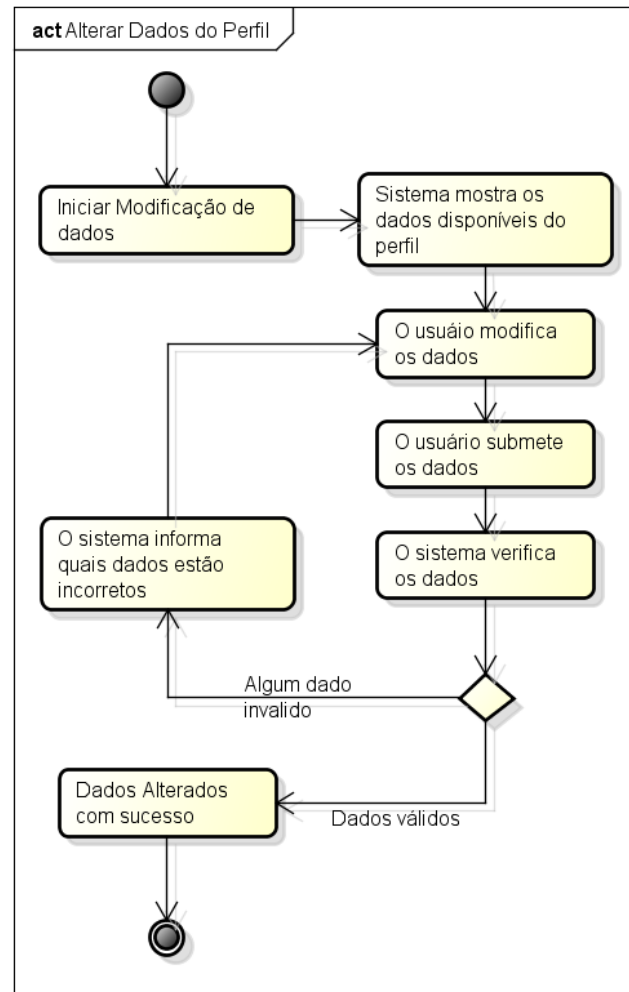 act Alterar Dados do Perfil
Iniciar Modificação de
dados
Sistema mostra os
dados disponíveis do
perfil
O usuáio modifica
os dados
O usuário submete
os dados
O sistema verifica
os dados
O sistema informa
quais dados estão
incorretos
Algum dado
invalido
Dados Alterados
com sucesso
Dados válidos